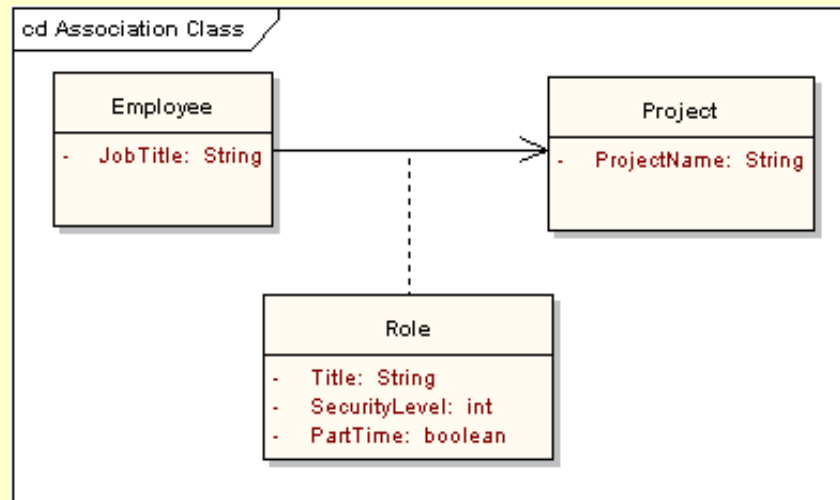 cd Association Class
Employee
- JobTitle: String
Project
- ProjectName: String
Role
- Title: String
- SecurityLevel: int
- PartTime: boolean